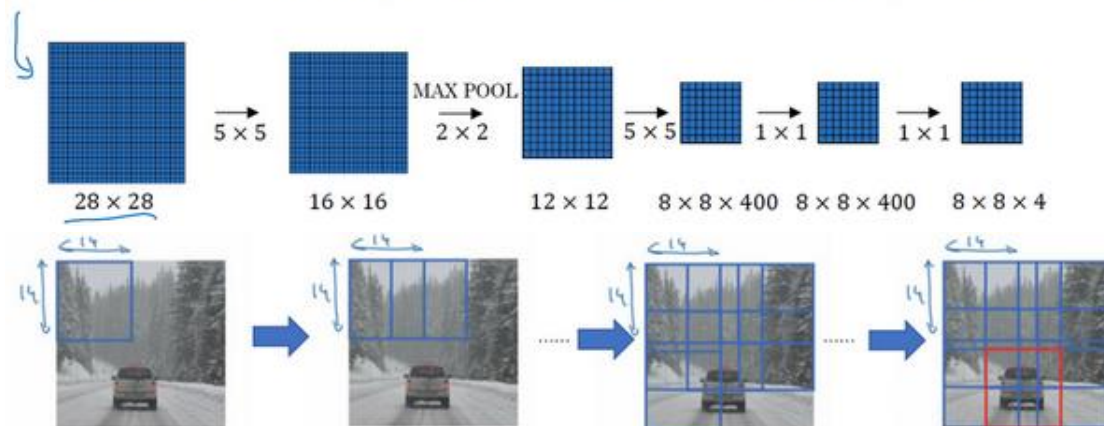 MAX POOL
5 × 5
2 × 2
5 × 5
1 × 1
1 × 1
28 × 28
16 × 16
12 × 12
8 × 8 × 400
8 × 8 × 400
8 × 8 × 4
14
14
14
14
14
14
14
14
......
......